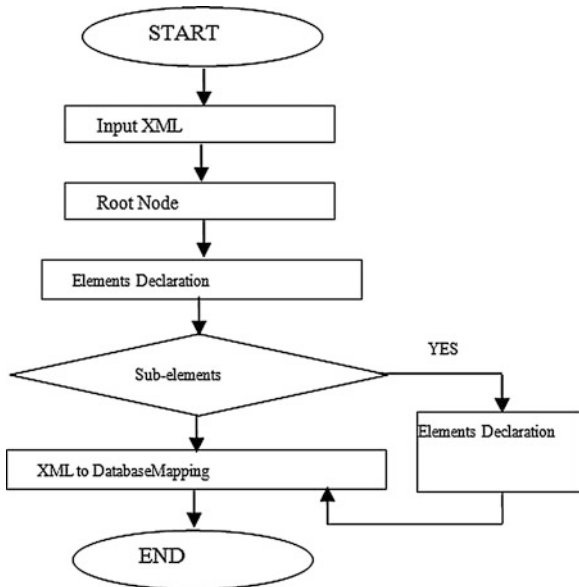 START
Input XML
Root Node
Elements Declaration
YES
Sub-elements
Elements Declaration
XML to DatabaseMapping
END